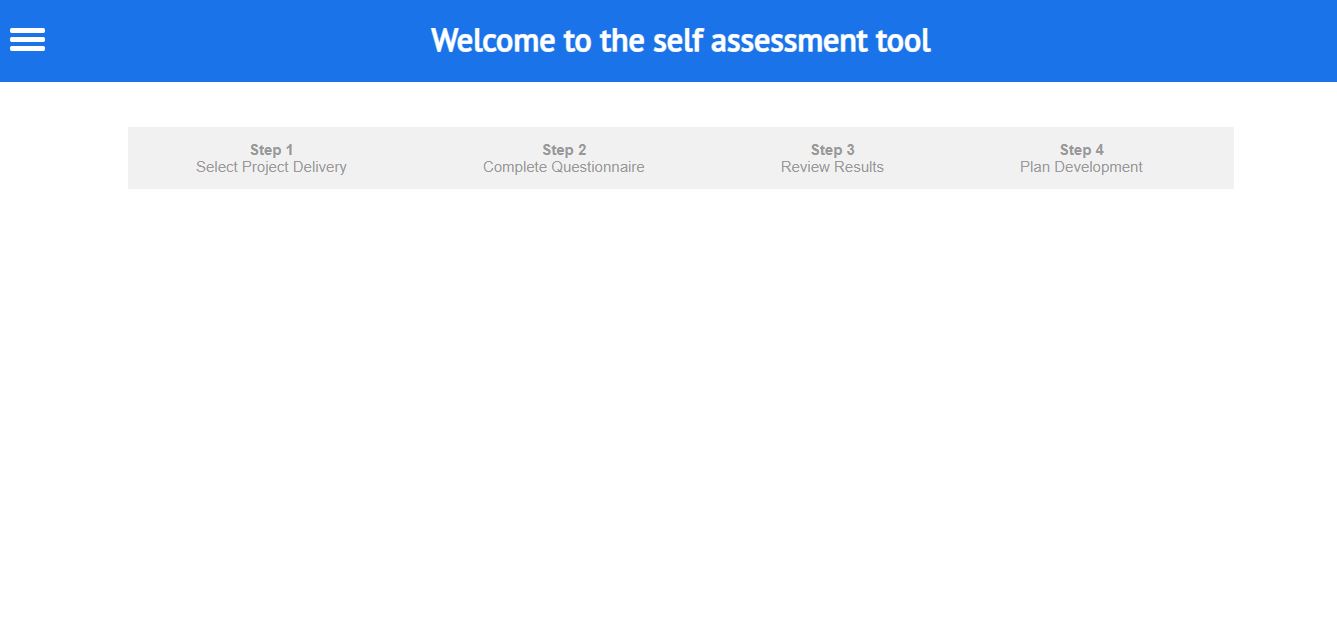 Welcome to the self assessment tool
Step 1
Select Project Delivery
Step 2
Complete Questionnaire
Step 3
Review Results
Step 4
Plan Development